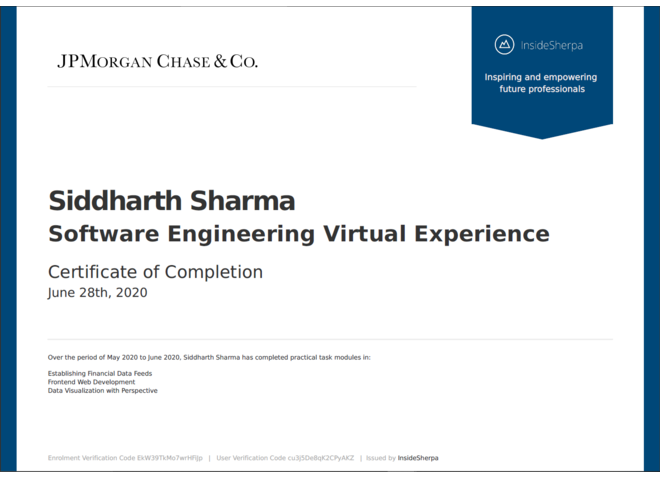 JPMORGAN CHASE & CO.
InsideSherpa
Inspiring and empowering
future professionals
Siddharth Sharma
Software Engineering Virtual Experience
Certificate of Completion
June 28th, 2020
Over the period of May 2020 to June 2020, Siddharth Sharma has completed practical task modules in:
Establishing Financial Data Feeds
Frontend Web Development
Data Visualization with Perspective
Enrolment Verification Code | User Verification Code | Issued by InsideSherpa